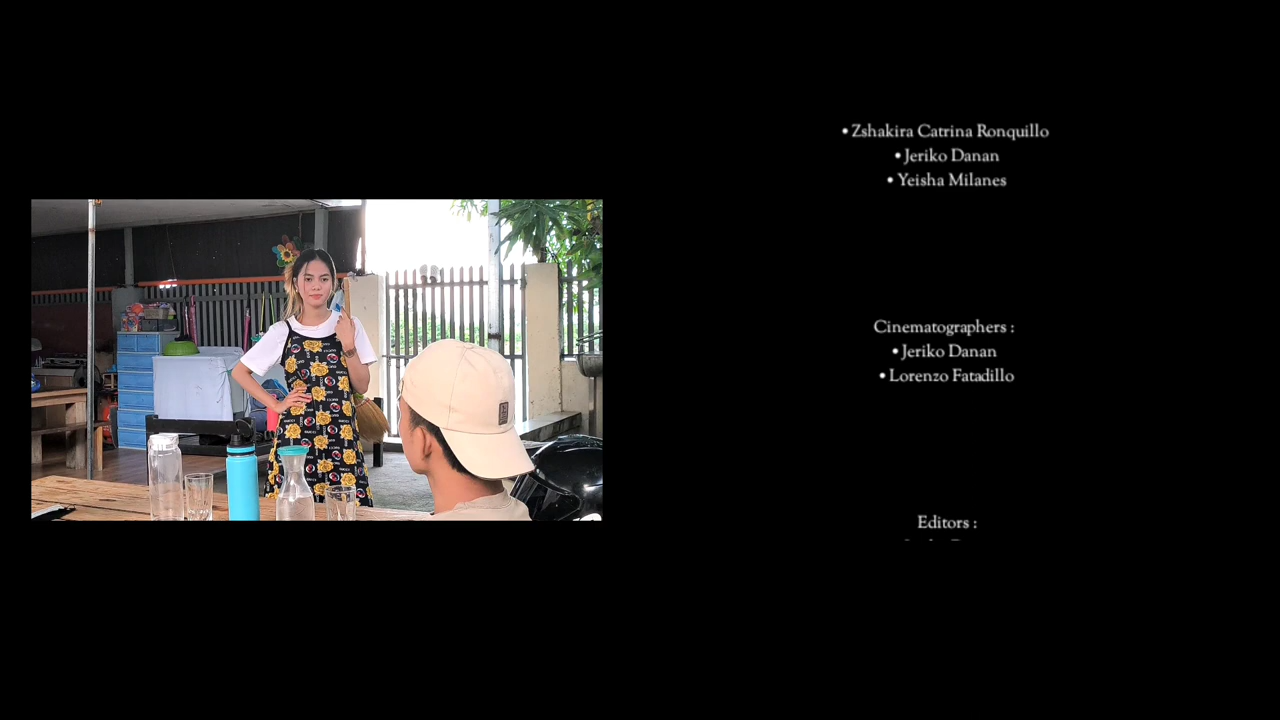 • Zshakira Catrina Ronquillo
• Jeriko Danan
• Yeisha Milanes
Cinematographers :
• Jeriko Danan
• Lorenzo Fatadillo
Editors :